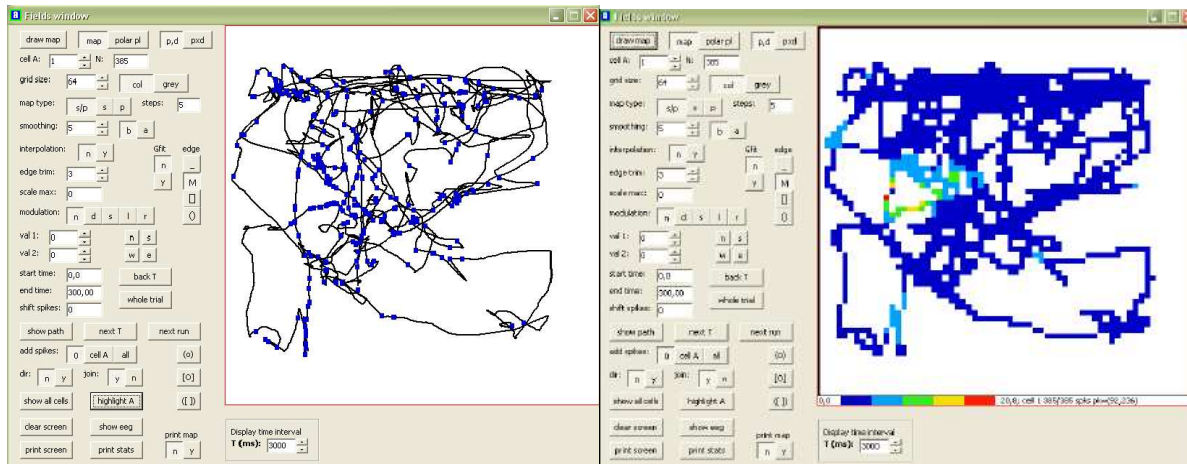 Fields window
draw map map polar pl p,d pxd
cell A: 1 N: 385
grid size: 64 col grey
map type: s/p s p steps: 5
smoothing: 5 b a
interpolation: n y Gfit edge
n _
edge trim: 3 y M
scale max: 0 []
modulation: n d s l r ()
val 1: 0 n s
val 2: 0 w e
start time: 0,0 back T
end time: 300,00 whole trial
shift spikes: 0
show path next T next run
add spikes: 0 cell A all (o)
dir: n y join: y n [O]
show all cells highlight A ([ ])
clear screen show eeg
print screen print stats print map
n y
Display time interval
T (ms): 3000
Fields window
draw map map polar pl p,d pxd
cell A: 1 N: 385
grid size: 64 col grey
map type: s/p s p steps: 5
smoothing: 5 b a
interpolation: n y Gfit edge
n _
edge trim: 3 y M
scale max: 0 []
modulation: n d s l r ()
val 1: 0 n s
val 2: 0 w e
start time: 0,0 back T
end time: 300,00 whole trial
shift spikes: 0
show path next T next run
add spikes: 0 cell A all (o)
dir: n y join: y n [O]
show all cells highlight A ([ ])
clear screen show eeg
print screen print stats print map
n y
0,0 20,8; cell 1 385/385 spks pk=(92,236)
Display time interval
T (ms): 3000